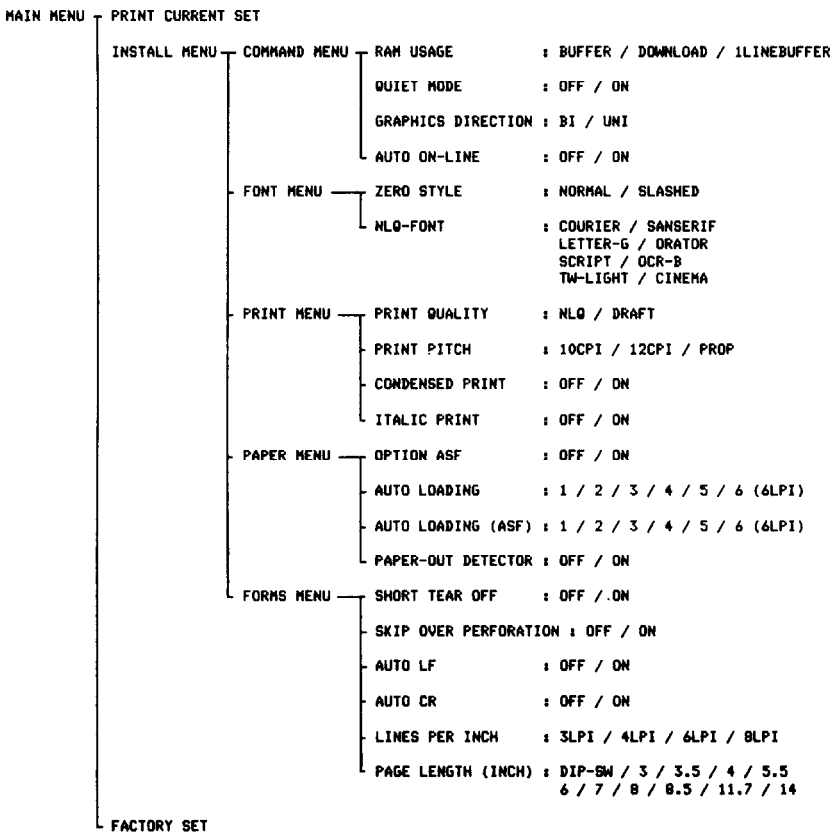 MAIN MENU PRINT CURRENT SET
INSTALL MENU COMMAND MENU RAM USAGE : BUFFER / DOWNLOAD / 1LINEBUFFER
QUIET MODE : OFF / ON
GRAPHICS DIRECTION : BI / UNI
AUTO ON-LINE : OFF / ON
FONT MENU ZERO STYLE : NORMAL / SLASHED
NLQ-FONT : COURIER / SANSERIF
LETTER-G / ORATOR
SCRIPT / OCR-B
TW-LIGHT / CINEMA
PRINT MENU PRINT QUALITY : NLQ / DRAFT
PRINT PITCH : 10CPI / 12CPI / PROP
CONDENSED PRINT : OFF / ON
ITALIC PRINT : OFF / ON
PAPER MENU OPTION ASF : OFF / ON
AUTO LOADING : 1 / 2 / 3 / 4 / 5 / 6 (6LPI)
AUTO LOADING (ASF) : 1 / 2 / 3 / 4 / 5 / 6 (6LPI)
PAPER-OUT DETECTOR : OFF / ON
FORMS MENU SHORT TEAR OFF : OFF / ON
SKIP OVER PERFORATION : OFF / ON
AUTO LF : OFF / ON
AUTO CR : OFF / ON
LINES PER INCH : 3LPI / 4LPI / 6LPI / 8LPI
PAGE LENGTH (INCH) : DIP-SW / 3 / 3.5 / 4 / 5.5
6 / 7 / 8 / 8.5 / 11.7 / 14
FACTORY SET